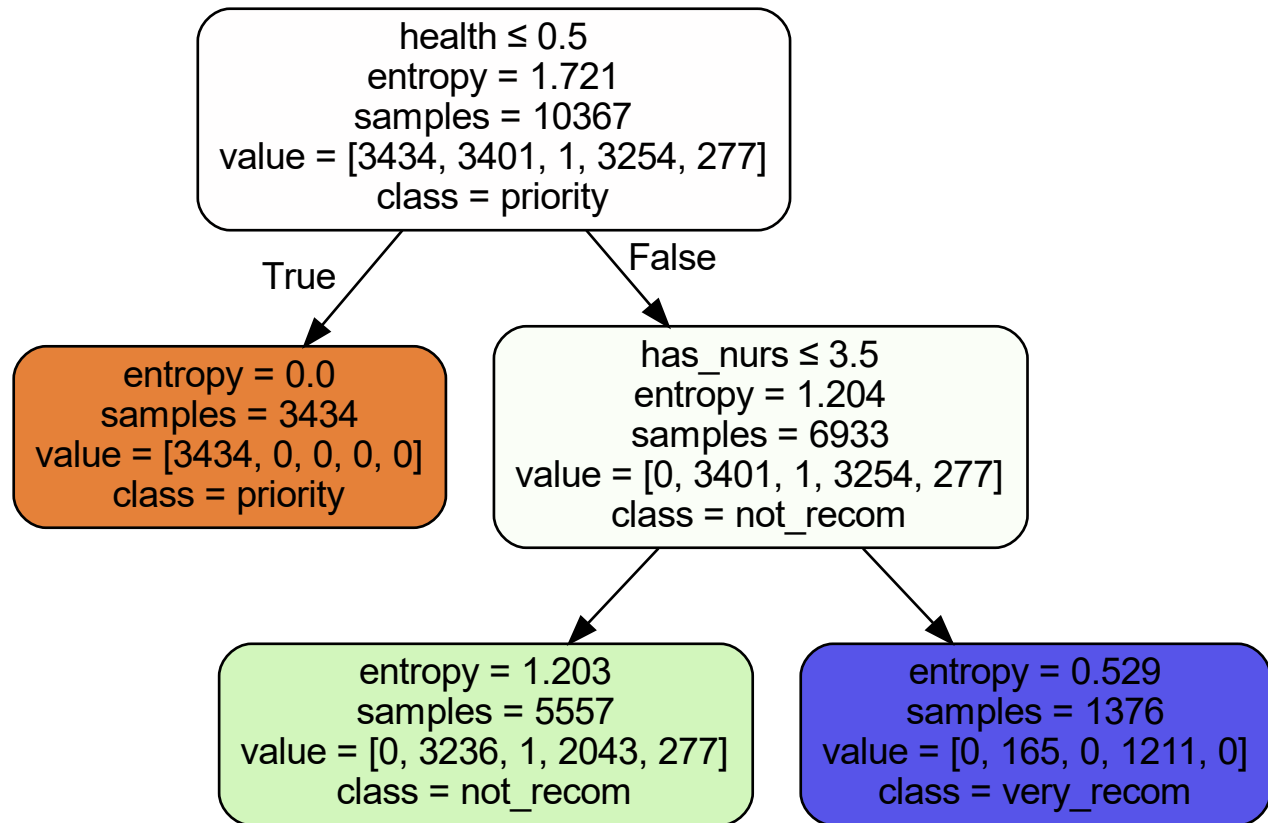 health ≤ 0.5
entropy = 1.721
samples = 10367
value = [3434, 3401, 1, 3254, 277]
class = priority
True
False
entropy = 0.0
samples = 3434
value = [3434, 0, 0, 0, 0]
class = priority
has_nurs ≤ 3.5
entropy = 1.204
samples = 6933
value = [0, 3401, 1, 3254, 277]
class = not_recom
entropy = 1.203
samples = 5557
value = [0, 3236, 1, 2043, 277]
class = not_recom
entropy = 0.529
samples = 1376
value = [0, 165, 0, 1211, 0]
class = very_recom